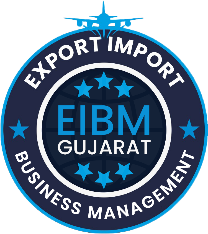 EXPORT IMPORT
EIBM
GUJARAT
BUSINESS MANAGEMENT